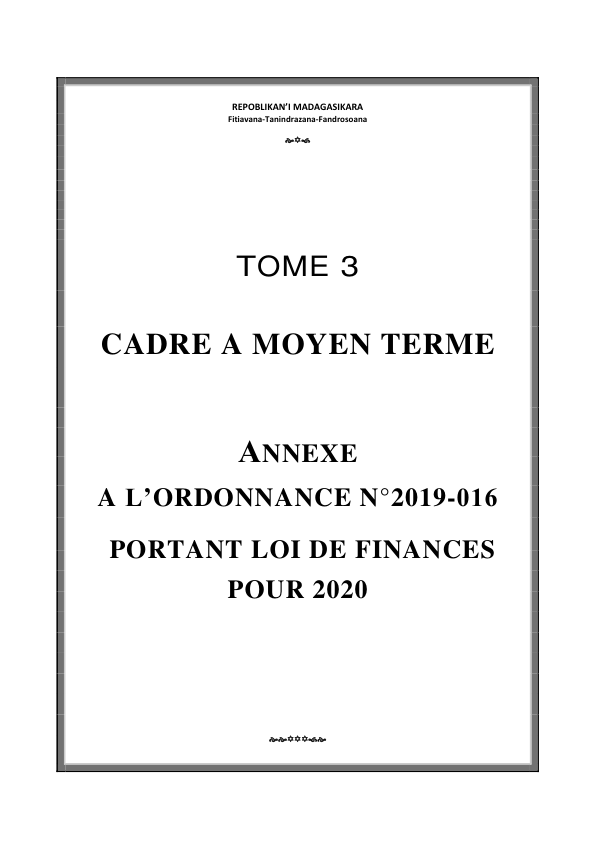 REPOBLIKAN'I MADAGASIKARA
Fitiavana-Tanindrazana-Fandrosoana
TOME 3
CADRE A MOYEN TERME
ANNEXE
A L’ORDONNANCE N°2019-016
PORTANT LOI DE FINANCES
POUR 2020